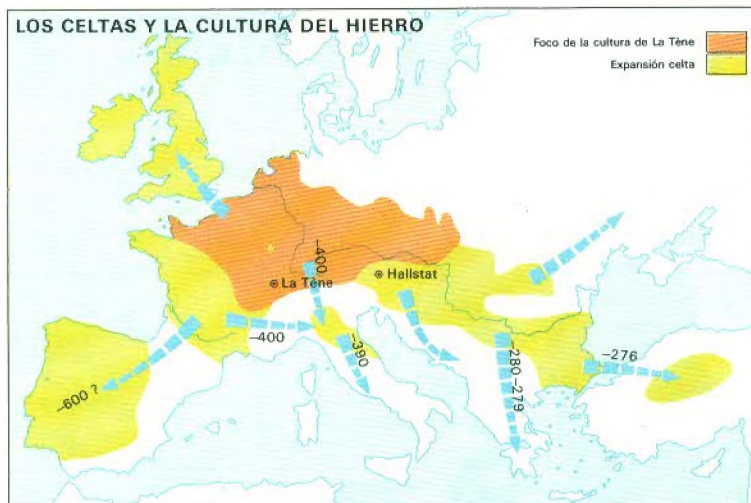 LOS CELTAS Y LA CULTURA DEL HIERRO
Foco de la cultura de La Tène
Expansión celta
-400
Hallstat
La Tène
-400
-390
-280-279
-276
-600 ?